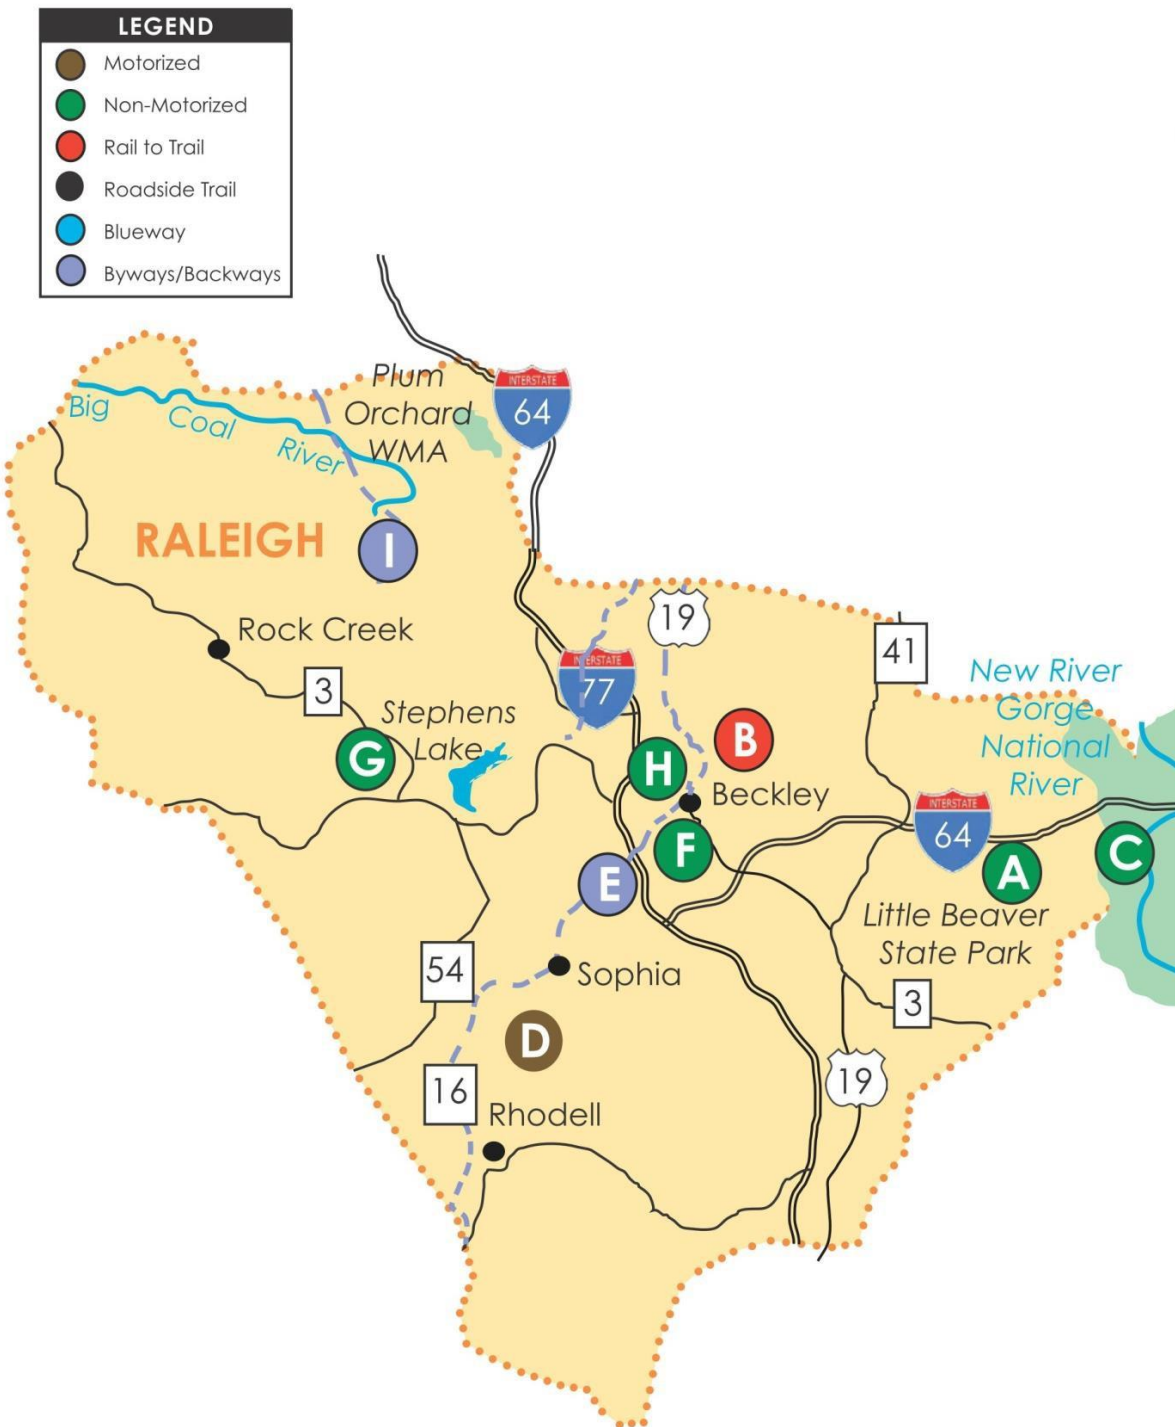 LEGEND
Motorized
Non-Motorized
Rail to Trail
Roadside Trail
Blueway
Byways/Backways
Plum
Orchard
WMA
INTERSTATE
64
Big
Coal
River
RALEIGH
I
Rock Creek
3
Stephens
Lake
G
INTERSTATE
77
19
41
New River
Gorge
National
River
B
H
Beckley
F
E
INTERSTATE
64
A
C
Little Beaver
State Park
54
Sophia
3
D
16
19
Rhodell